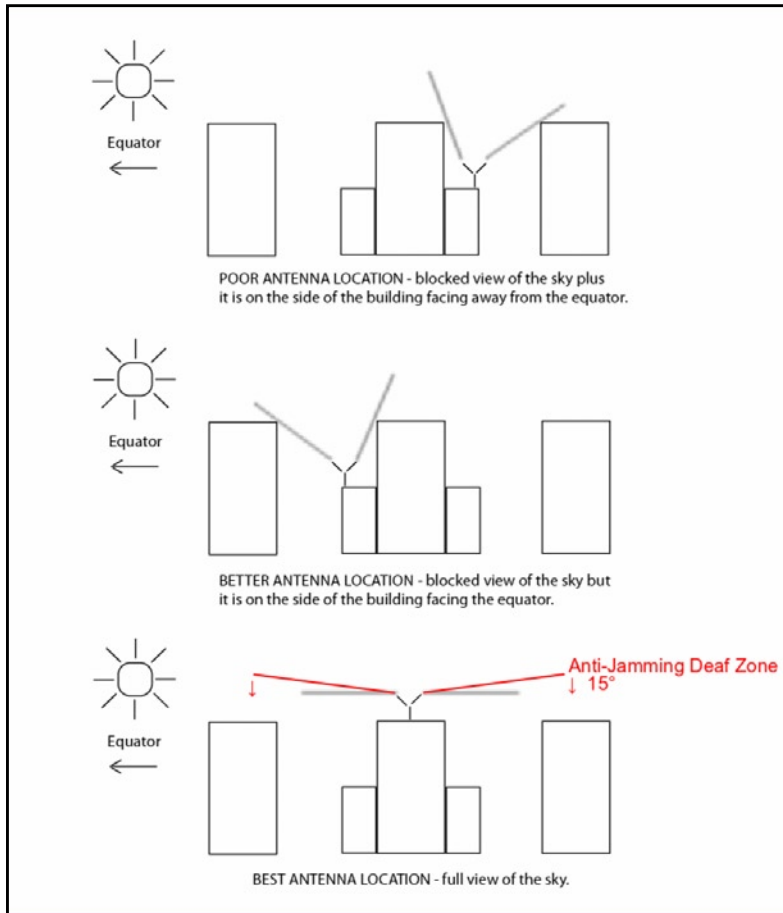 Equator
POOR ANTENNA LOCATION - blocked view of the sky plus
it is on the side of the building facing away from the equator.
Equator
BETTER ANTENNA LOCATION - blocked view of the sky but
it is on the side of the building facing the equator.
Anti-Jamming Deaf Zone
↓ ↓ 15°
Equator
BEST ANTENNA LOCATION - full view of the sky.